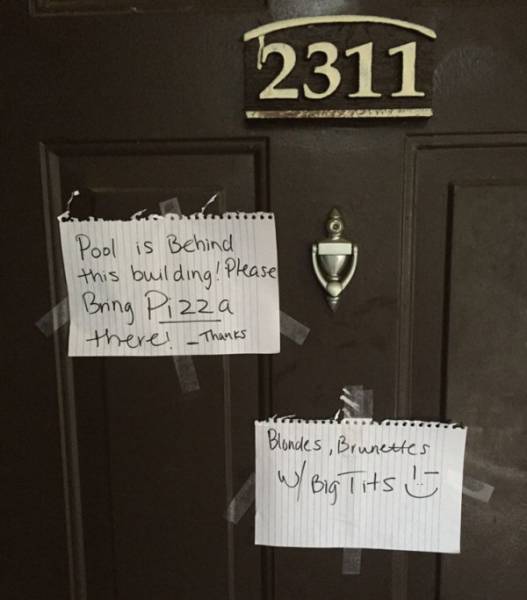 2311
Pool is Behind
this building! Please
Bring Pizza
there! - Thanks
Blondes, Brunettes
w/ Big Tits